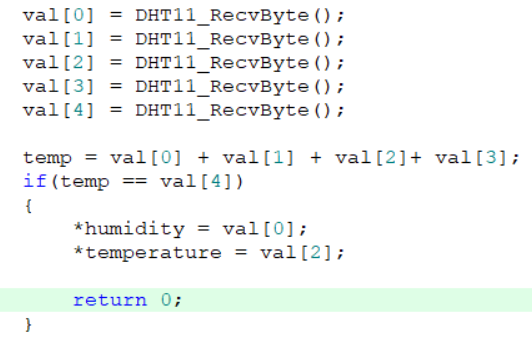 val[0] = DHT11_RecvByte();
val[1] = DHT11_RecvByte();
val[2] = DHT11_RecvByte();
val[3] = DHT11_RecvByte();
val[4] = DHT11_RecvByte();
temp = val[0] + val[1] + val[2]+ val[3];
if(temp == val[4])
{
*humidity = val[0];
*temperature = val[2];
return 0;
}